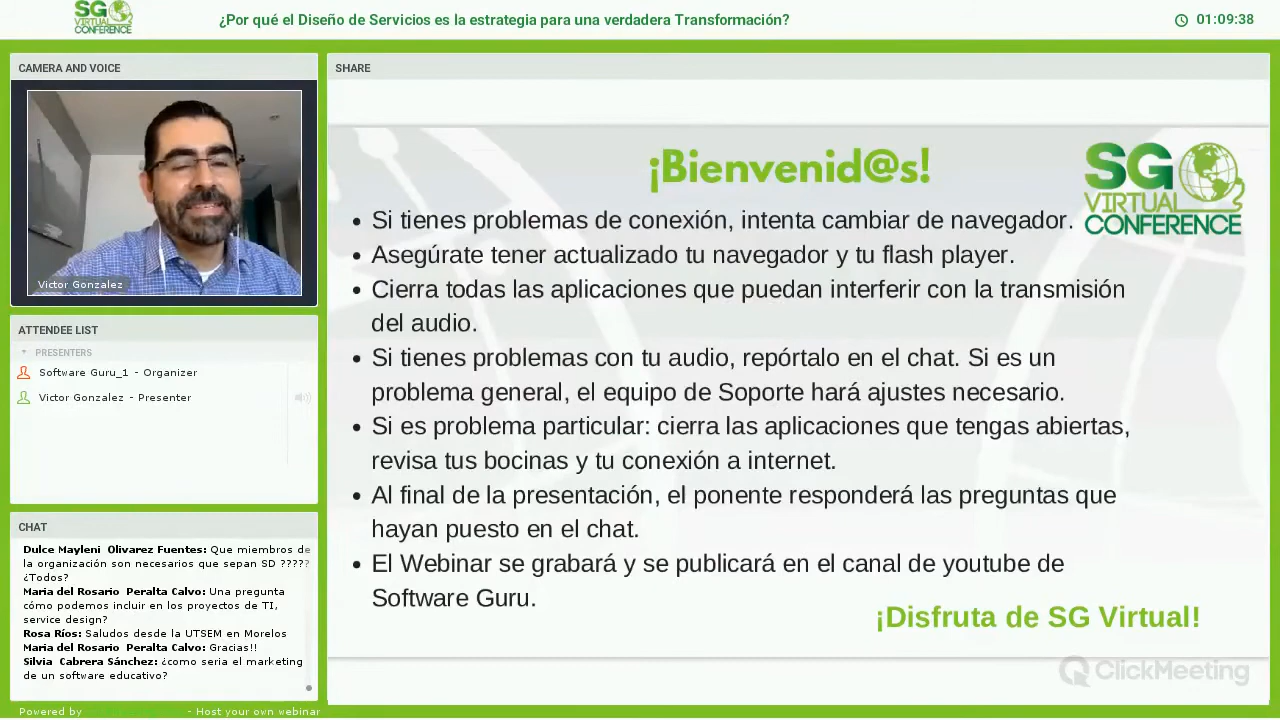 SG
VIRTUAL
CONFERENCE
¿Por qué el Diseño de Servicios es la estrategia para una verdadera Transformación?
01:09:38
CAMERA AND VOICE
Victor Gonzalez
ATTENDEE LIST
PRESENTERS
Software Guru_1 - Organizer
Victor Gonzalez - Presenter
CHAT
Dulce Mayleni Olivarez Fuentes: Que miembros de
la organización son necesarios que sepan SD ?????
¿Todos?
Maria del Rosario Peralta Calvo: Una pregunta
cómo podemos incluir en los proyectos de TI,
service design?
Rosa Ríos: Saludos desde la UTSEM en Morelos
Maria del Rosario Peralta Calvo: Gracias!!
Silvia Cabrera Sánchez: ¿como seria el marketing
de un software educativo?
Powered by - Host your own webinar
SHARE
¡Bienvenid@s!
SG
VIRTUAL
CONFERENCE
• Si tienes problemas de conexión, intenta cambiar de navegador.
• Asegúrate tener actualizado tu navegador y tu flash player.
• Cierra todas las aplicaciones que puedan interferir con la transmisión
del audio.
• Si tienes problemas con tu audio, repórtalo en el chat. Si es un
problema general, el equipo de Soporte hará ajustes necesario.
• Si es problema particular: cierra las aplicaciones que tengas abiertas,
revisa tus bocinas y tu conexión a internet.
• Al final de la presentación, el ponente responderá las preguntas que
hayan puesto en el chat.
• El Webinar se grabará y se publicará en el canal de youtube de
Software Guru.
¡Disfruta de SG Virtual!
ClickMeeting